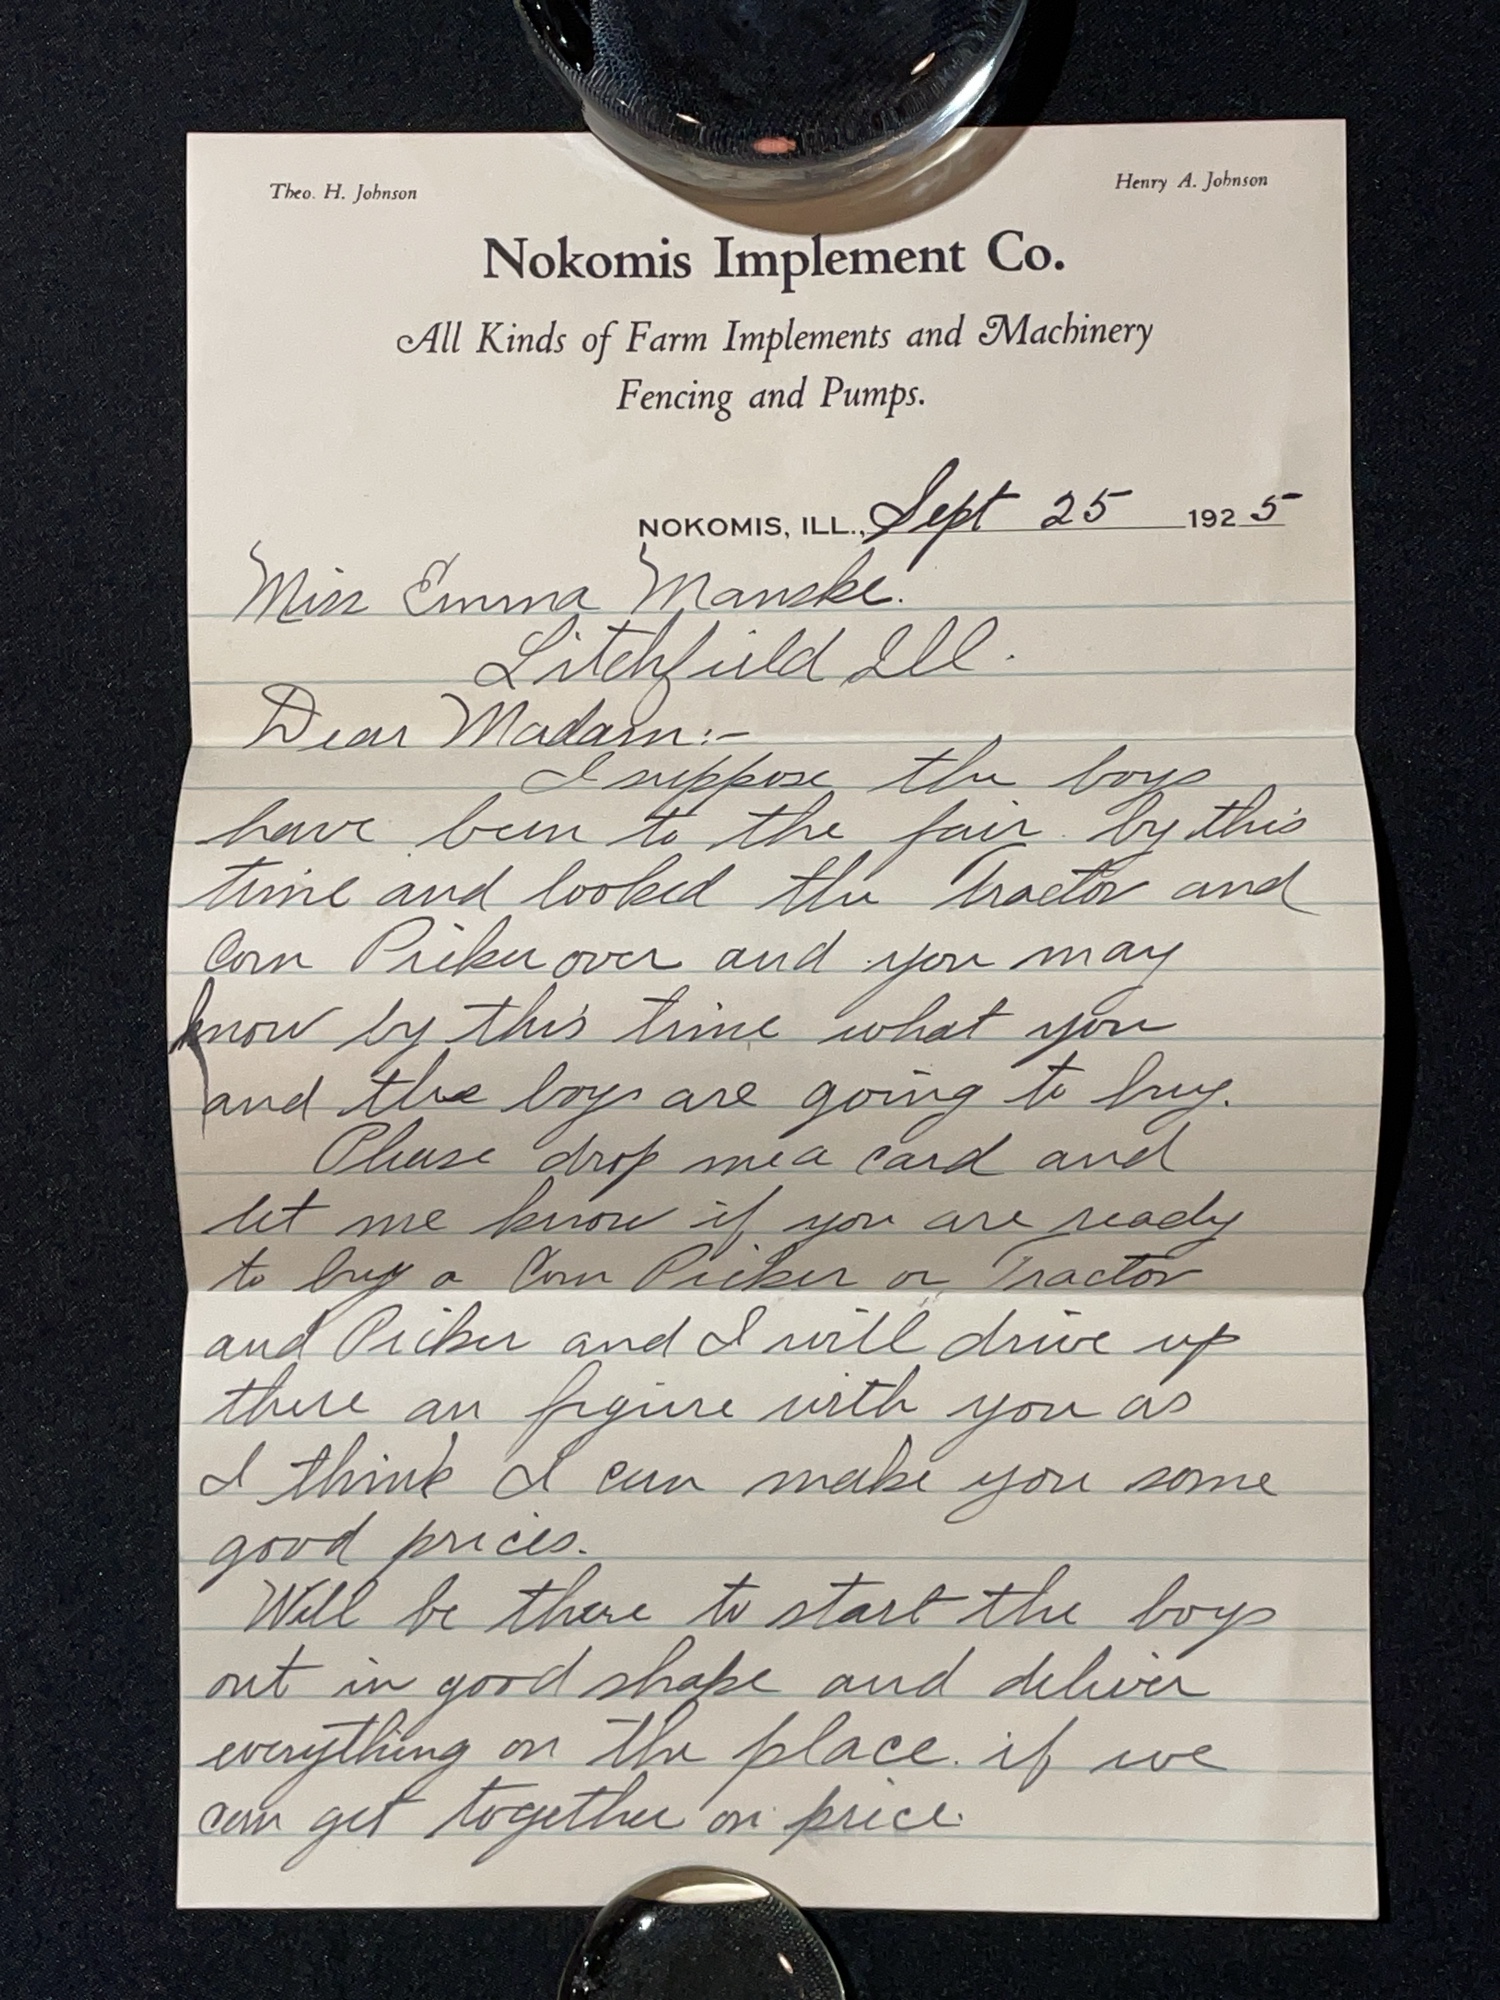 Theo. H. Johnson Henry A. Johnson
Nokomis Implement Co.
All Kinds of Farm Implements and Machinery
Fencing and Pumps.
NOKOMIS, ILL., Sept 25 1925
Miss Emma Manske.
Litchfield Ill.
Dear Madam:-
I suppose the boys
have been to the fair by this
time and looked the Tractor and
Corn Picker over and you may
know by this time what you
and the boys are going to buy.
Please drop me a card and
let me know if you are ready
to buy a Corn Picker or Tractor
and Picker and I will drive up
there an figure with you as
I think I can make you some
good prices.
Will be there to start the boys
out in good shape and deliver
everything on the place. if we
can get together on price.